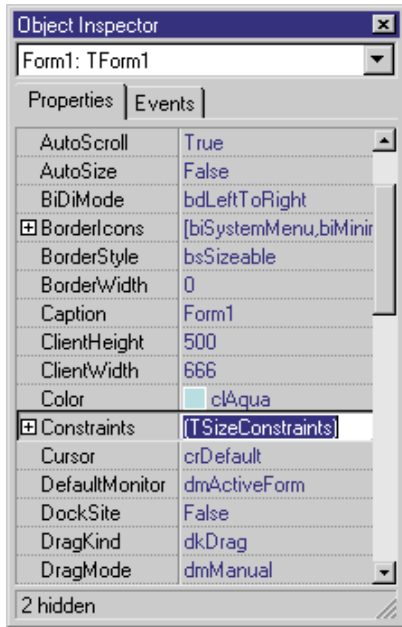 Object Inspector
Form1: TForm1
Properties Events
AutoScroll True
AutoSize False
BiDiMode bdLeftToRight
BorderIcons [biSystemMenu,biMinir
BorderStyle bsSizeable
BorderWidth 0
Caption Form1
ClientHeight 500
ClientWidth 666
Color clAqua
Constraints (TSizeConstraints)
Cursor crDefault
DefaultMonitor dmActiveForm
DockSite False
DragKind dkDrag
DragMode dmManual
2 hidden